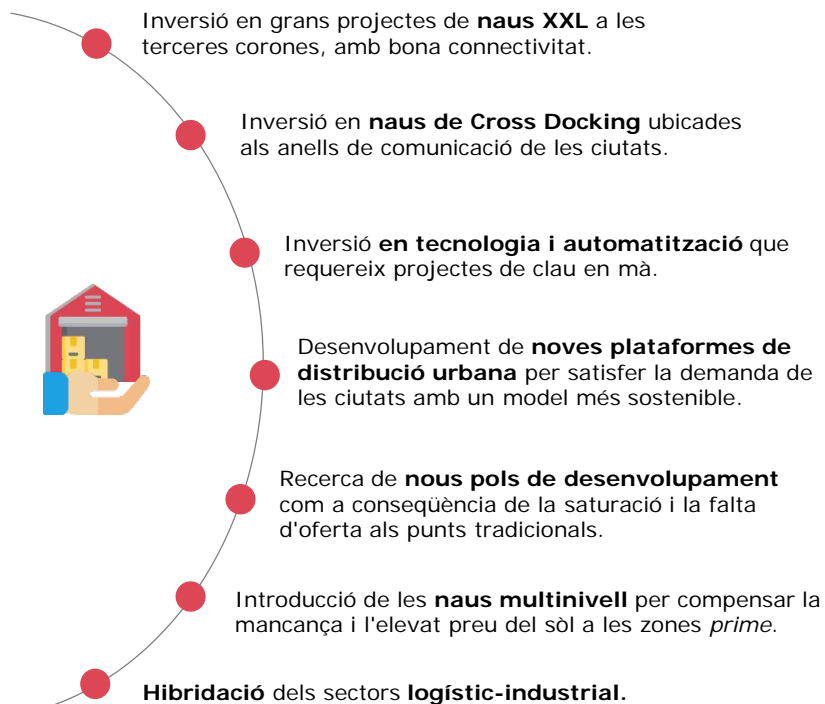 Inversió en grans projectes de naus XXL a les
terceres corones, amb bona connectivitat.
Inversió en naus de Cross Docking ubicades
als anells de comunicació de les ciutats.
Inversió en tecnologia i automatització que
requereix projectes de clau en mà.
Desenvolupament de noves plataformes de
distribució urbana per satisfer la demanda de
les ciutats amb un model més sostenible.
Recerca de nous pols de desenvolupament
com a conseqüència de la saturació i la falta
d'oferta als punts tradicionals.
Introducció de les naus multinivell per compensar la
mancança i l'elevat preu del sòl a les zones prime.
Hibridació dels sectors logístic-industrial.